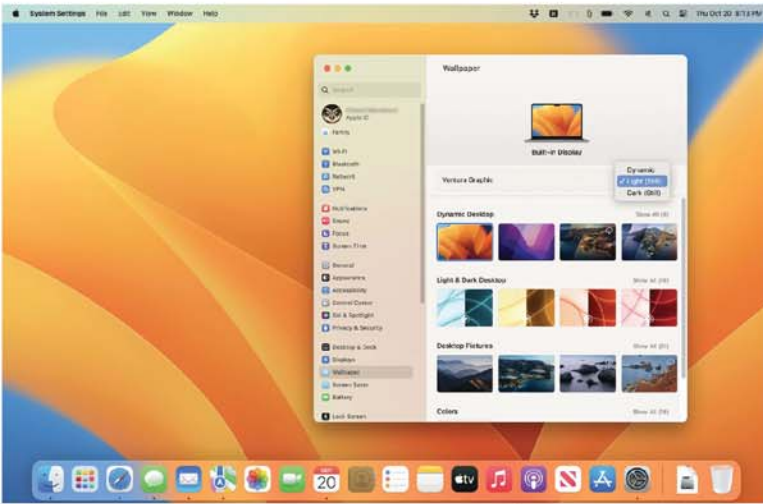 System Settings File Edit View Window Help
Thu Oct 20 8:13 PM
Wallpaper
Search
Apple ID
Family
Wi-Fi
Bluetooth
Network
VPN
Built-in Display
Ventura Graphic
Dynamic
Light (Still)
Dark (Still)
Notifications
Sound
Focus
Screen Time
Dynamic Desktop
General
Appearance
Accessibility
Control Center
Siri & Spotlight
Privacy & Security
Light & Dark Desktop
Desktop & Dock
Displays
Wallpaper
Screen Saver
Battery
Lock Screen
Desktop Pictures
Colors
OCT
20
tv